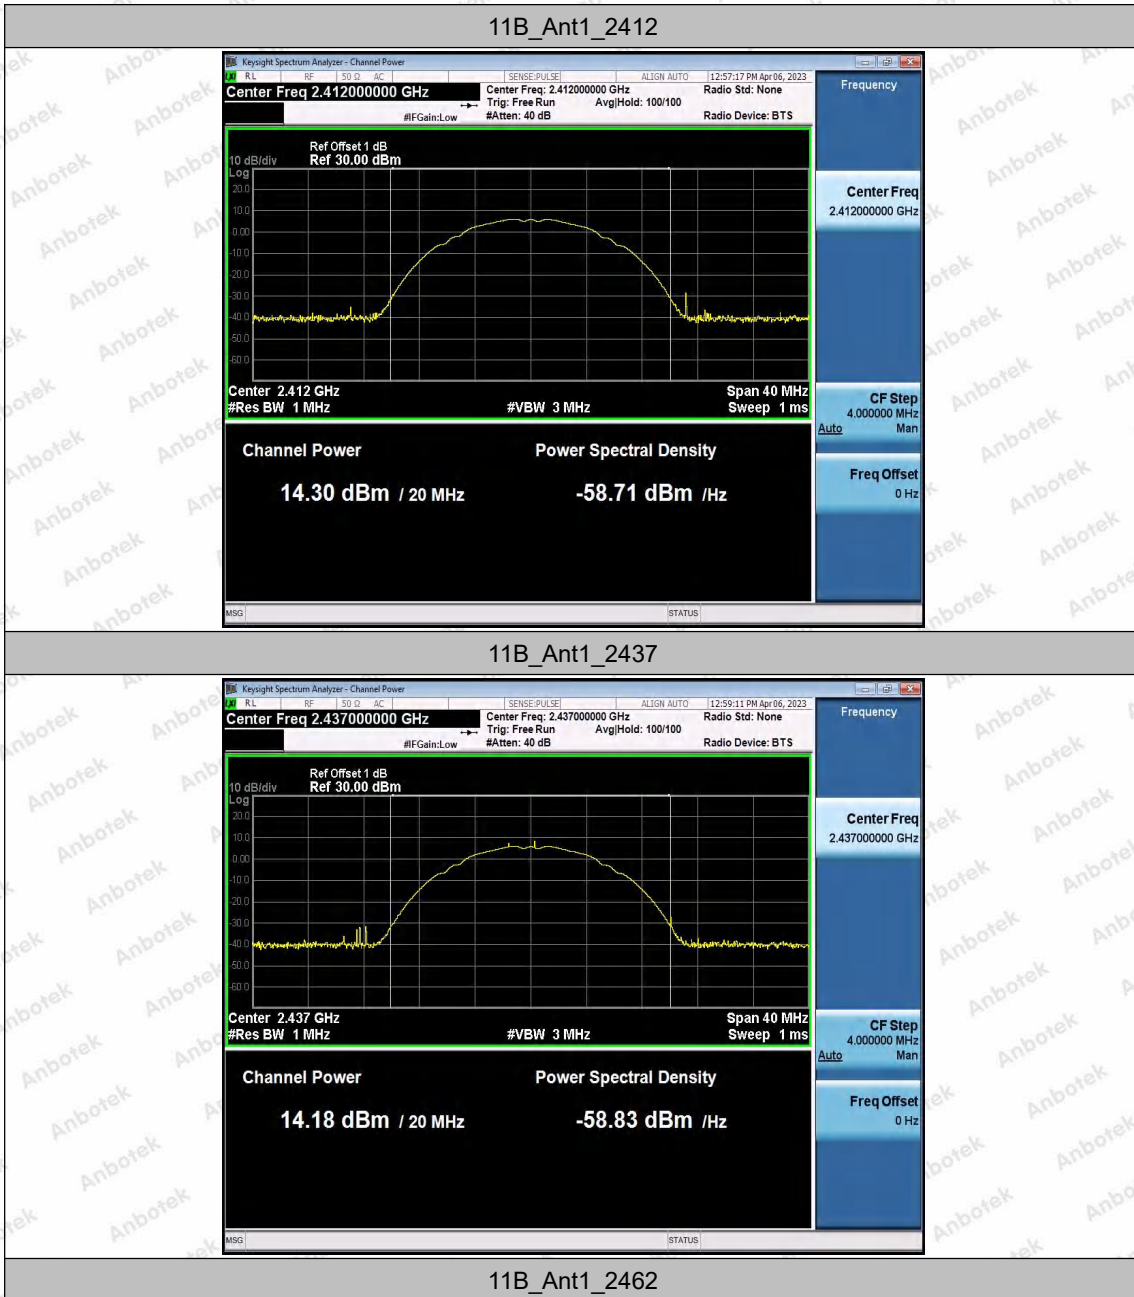 11B_Ant1_2412
Keysight Spectrum Analyzer - Channel Power
LXI RL RF 50 Ω AC SENSE:PULSE ALIGN AUTO 12:57:17 PM Apr 06, 2023
Center Freq 2.412000000 GHz
Center Freq: 2.412000000 GHz Radio Std: None
Trig: Free Run Avg|Hold: 100/100
#IFGain:Low #Atten: 40 dB Radio Device: BTS
Frequency
Ref Offset 1 dB
10 dB/div Ref 30.00 dBm
Log
20.0
10.0
0.00
-10.0
-20.0
-30.0
-40.0
-50.0
-60.0
Center Freq
2.412000000 GHz
Center 2.412 GHz Span 40 MHz
#Res BW 1 MHz #VBW 3 MHz Sweep 1 ms
CF Step
4.000000 MHz
Auto Man
Channel Power Power Spectral Density
14.30 dBm / 20 MHz -58.71 dBm /Hz
Freq Offset
0 Hz
MSG STATUS
11B_Ant1_2437
Keysight Spectrum Analyzer - Channel Power
LXI RL RF 50 Ω AC SENSE:PULSE ALIGN AUTO 12:59:11 PM Apr 06, 2023
Center Freq 2.437000000 GHz
Center Freq: 2.437000000 GHz Radio Std: None
Trig: Free Run Avg|Hold: 100/100
#IFGain:Low #Atten: 40 dB Radio Device: BTS
Frequency
Ref Offset 1 dB
10 dB/div Ref 30.00 dBm
Log
20.0
10.0
0.00
-10.0
-20.0
-30.0
-40.0
-50.0
-60.0
Center Freq
2.437000000 GHz
Center 2.437 GHz Span 40 MHz
#Res BW 1 MHz #VBW 3 MHz Sweep 1 ms
CF Step
4.000000 MHz
Auto Man
Channel Power Power Spectral Density
14.18 dBm / 20 MHz -58.83 dBm /Hz
Freq Offset
0 Hz
MSG STATUS
11B_Ant1_2462
Anbotek